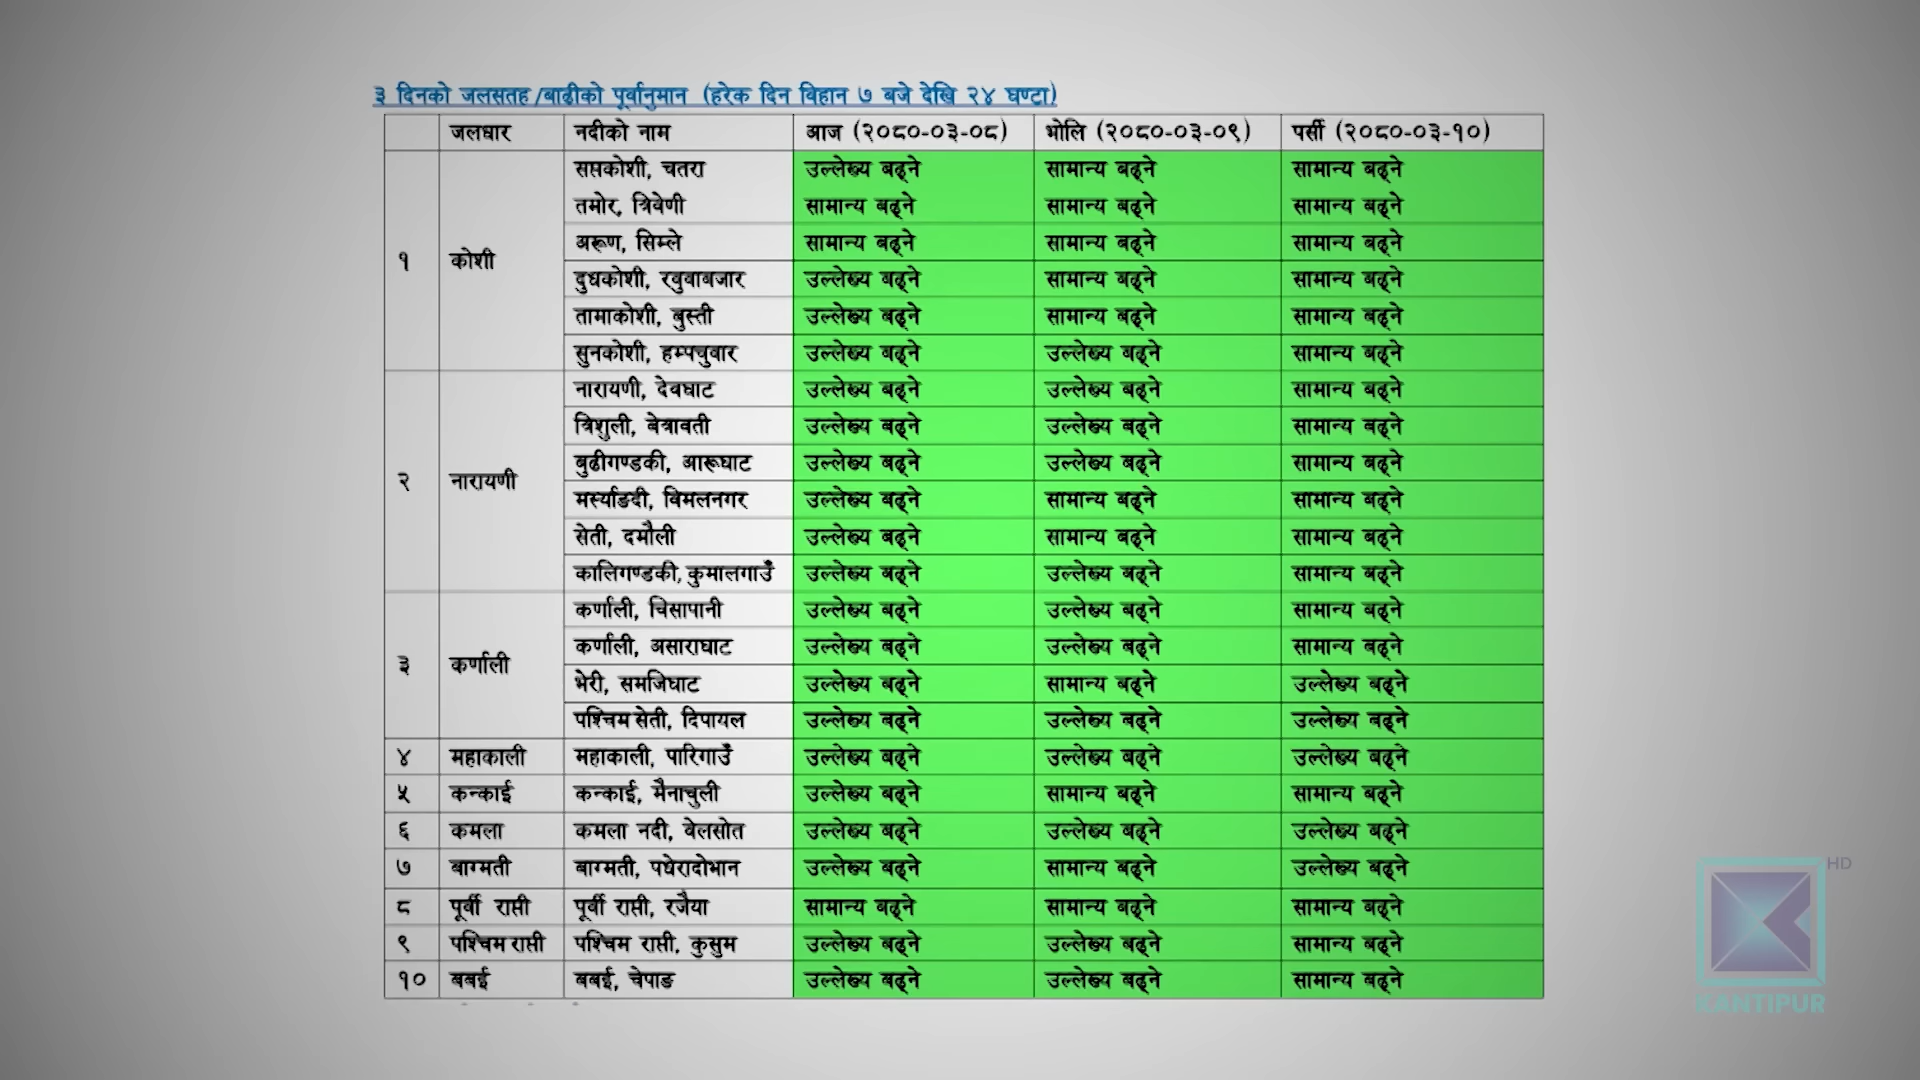 ३ दिनको जलसतह/बाढीको पूर्वानुमान (हरेक दिन बिहान ७ बजे देखि २४ घण्टा)
जलधार नदीको नाम आज (२०८०-०३-०८) भोलि (२०८०-०३-०९) पर्सी (२०८०-०३-१०)
सप्तकोशी, चतरा उल्लेख्य बढ्ने सामान्य बढ्ने सामान्य बढ्ने
तमोर, त्रिवेणी सामान्य बढ्ने सामान्य बढ्ने सामान्य बढ्ने
अरूण, सिम्ले सामान्य बढ्ने सामान्य बढ्ने सामान्य बढ्ने
१ कोशी
दुधकोशी, रबुवाबजार उल्लेख्य बढ्ने सामान्य बढ्ने सामान्य बढ्ने
तामाकोशी, बुस्ती उल्लेख्य बढ्ने सामान्य बढ्ने सामान्य बढ्ने
सुनकोशी, हम्पचुवार उल्लेख्य बढ्ने उल्लेख्य बढ्ने सामान्य बढ्ने
नारायणी, देवघाट उल्लेख्य बढ्ने उल्लेख्य बढ्ने सामान्य बढ्ने
त्रिशुली, बेत्रावती उल्लेख्य बढ्ने उल्लेख्य बढ्ने सामान्य बढ्ने
बुढीगण्डकी, आरूघाट उल्लेख्य बढ्ने उल्लेख्य बढ्ने सामान्य बढ्ने
२ नारायणी
मर्स्याङदी, विमलनगर उल्लेख्य बढ्ने सामान्य बढ्ने सामान्य बढ्ने
सेती, दमौली उल्लेख्य बढ्ने सामान्य बढ्ने सामान्य बढ्ने
कालिगण्डकी, कुमालगाउँ उल्लेख्य बढ्ने उल्लेख्य बढ्ने सामान्य बढ्ने
कर्णाली, चिसापानी उल्लेख्य बढ्ने उल्लेख्य बढ्ने सामान्य बढ्ने
कर्णाली, असाराघाट उल्लेख्य बढ्ने उल्लेख्य बढ्ने सामान्य बढ्ने
३ कर्णाली
भेरी, समजिघाट उल्लेख्य बढ्ने सामान्य बढ्ने उल्लेख्य बढ्ने
पश्चिम सेती, दिपायल उल्लेख्य बढ्ने उल्लेख्य बढ्ने उल्लेख्य बढ्ने
४ महाकाली महाकाली, पारिगाउँ उल्लेख्य बढ्ने उल्लेख्य बढ्ने उल्लेख्य बढ्ने
५ कन्काई कन्काई, मैनाचुली उल्लेख्य बढ्ने सामान्य बढ्ने सामान्य बढ्ने
६ कमला कमला नदी, बेलसोत उल्लेख्य बढ्ने उल्लेख्य बढ्ने उल्लेख्य बढ्ने
७ बाग्मती बाग्मती, पधेरादोभान उल्लेख्य बढ्ने सामान्य बढ्ने उल्लेख्य बढ्ने
८ पूर्वी राप्ती पूर्वी राप्ती, रजैया सामान्य बढ्ने सामान्य बढ्ने सामान्य बढ्ने
९ पश्चिम राप्ती पश्चिम राप्ती, कुसुम उल्लेख्य बढ्ने उल्लेख्य बढ्ने सामान्य बढ्ने
१० बबई बबई, चेपाङ उल्लेख्य बढ्ने उल्लेख्य बढ्ने सामान्य बढ्ने
HD
KANTIPUR